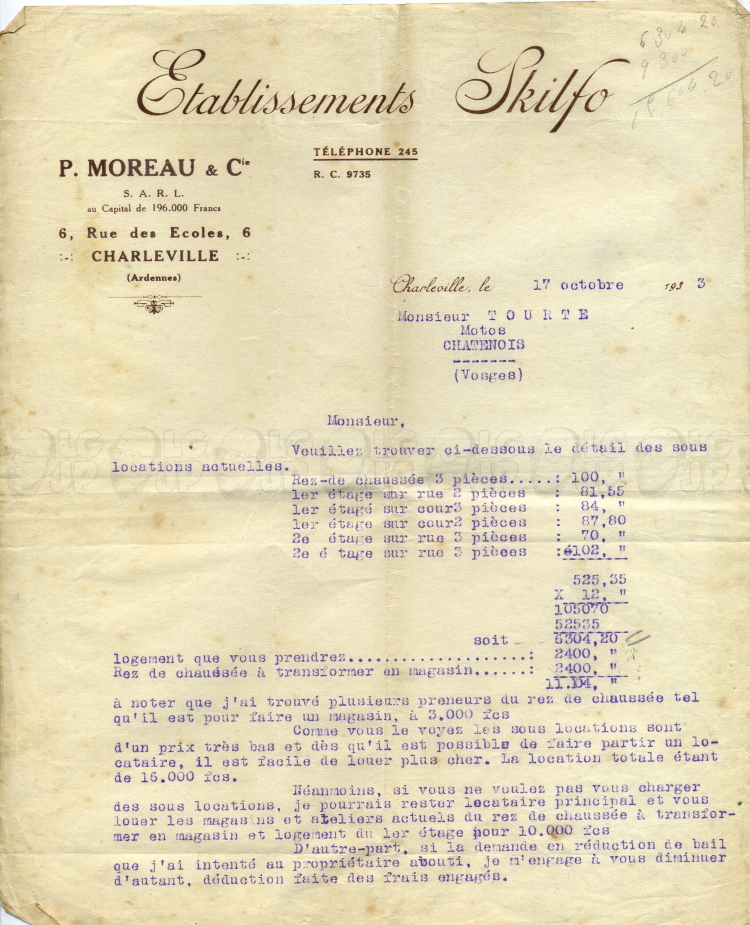 6 304 20
9 300
604.20
Etablissements Skilfo
P. MOREAU & Cie
S. A. R. L.
au Capital de 196.000 Francs
6, Rue des Ecoles, 6
:-: CHARLEVILLE :-:
(Ardennes)
TÉLÉPHONE 245
R. C. 9735
Charleville, le 17 octobre 1933
Monsieur T O U R T E
Motos
CHATENOIS
-------
(Vosges)
Monsieur,
Veuillez trouver ci-dessous le détail des sous
locations actuelles.
Rez-de chaussée 3 pièces.....: 100, "
1er étage sur rue 2 pièces : 81,55
1er étagé sur cour3 pièces : 84, "
1er étage sur cour2 pièces : 87,80
2e étage sur rue 3 pièces : 70, "
2e é tage sur rue 3 pièces :102, "
525,35
X 12, "
105070
52535
soit 6304,20
logement que vous prendrez....................: 2400, "
Rez de chaussée à transformer en magasin......: 2400, "
11.104, "
à noter que j'ai trouvé plusieurs preneurs du rez de chaussée tel
qu'il est pour faire un magasin, à 3.000 fcs
Comme vous le voyez les sous locations sont
d'un prix très bas et dès qu'il est possible de faire partir un lo-
cataire, il est facile de louer plus cher. La location totale étant
de 16.000 fcs.
Néanmoins, si vous ne voulez pas vous charger
des sous locations, je pourrais rester locataire principal et vous
louer les magasins et ateliers actuels du rez de chaussée à transfor-
mer en magasin et logement du 1er étage pour 10.000 fcs
D'autre-part, si la demande en réduction de bail
que j'ai intenté au propriétaire abouti, je m'engage à vous diminuer
d'autant, déduction faite des frais engagés.